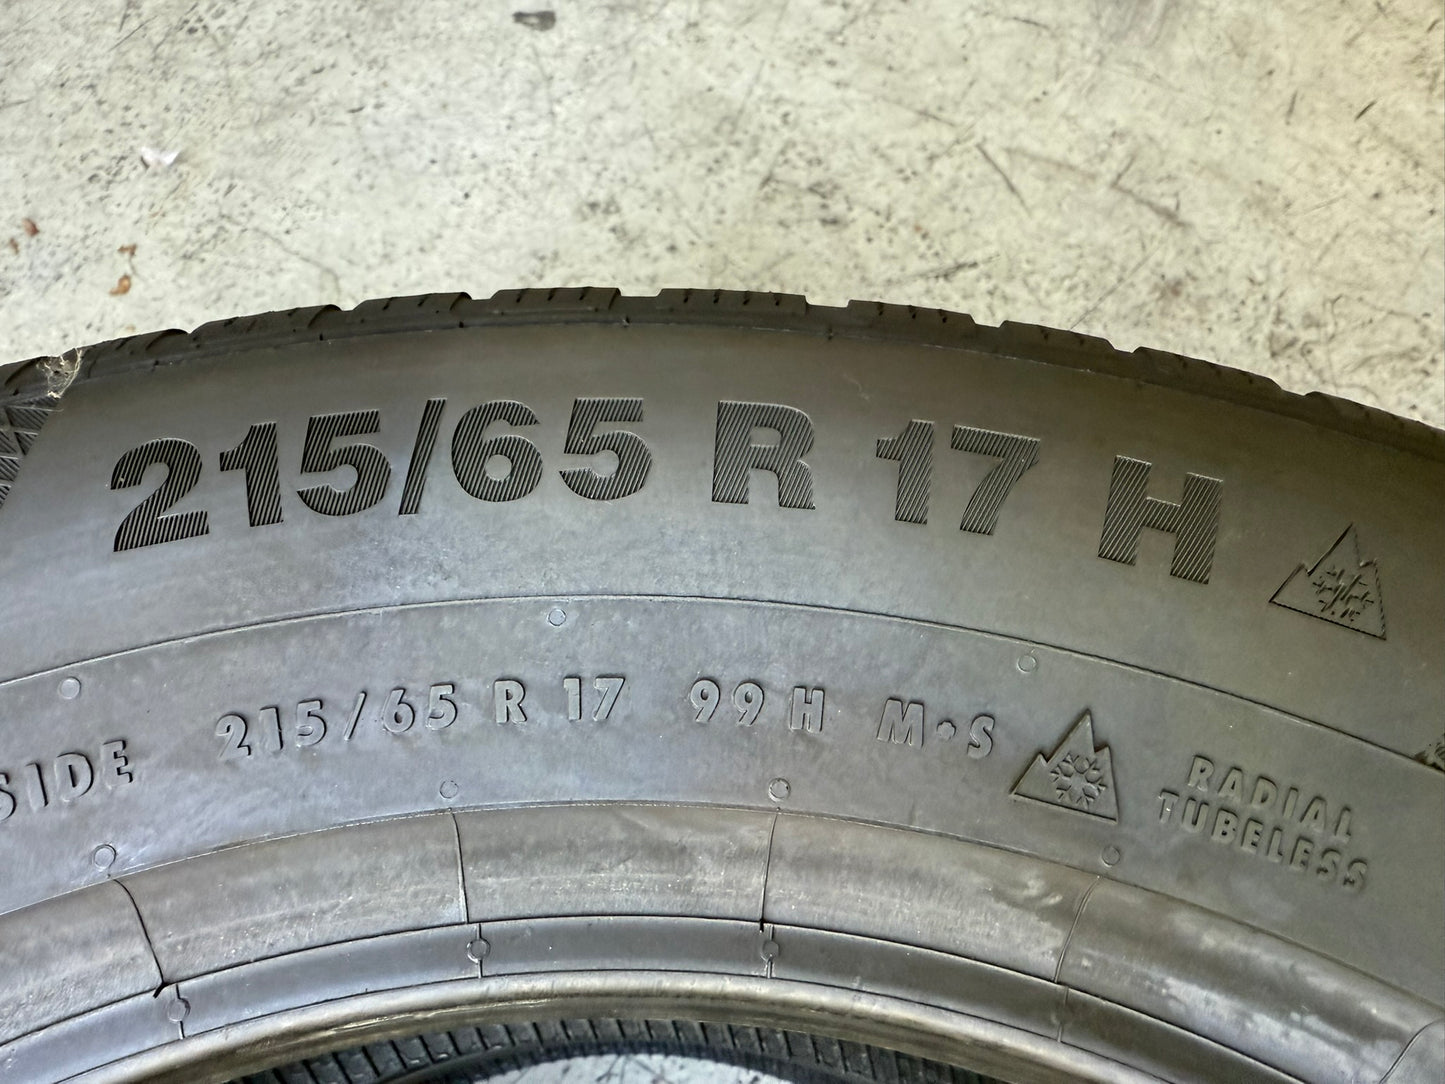 215/65 R 17 H
SIDE 215/65 R 17 99 H M•S
RADIAL
TUBELESS